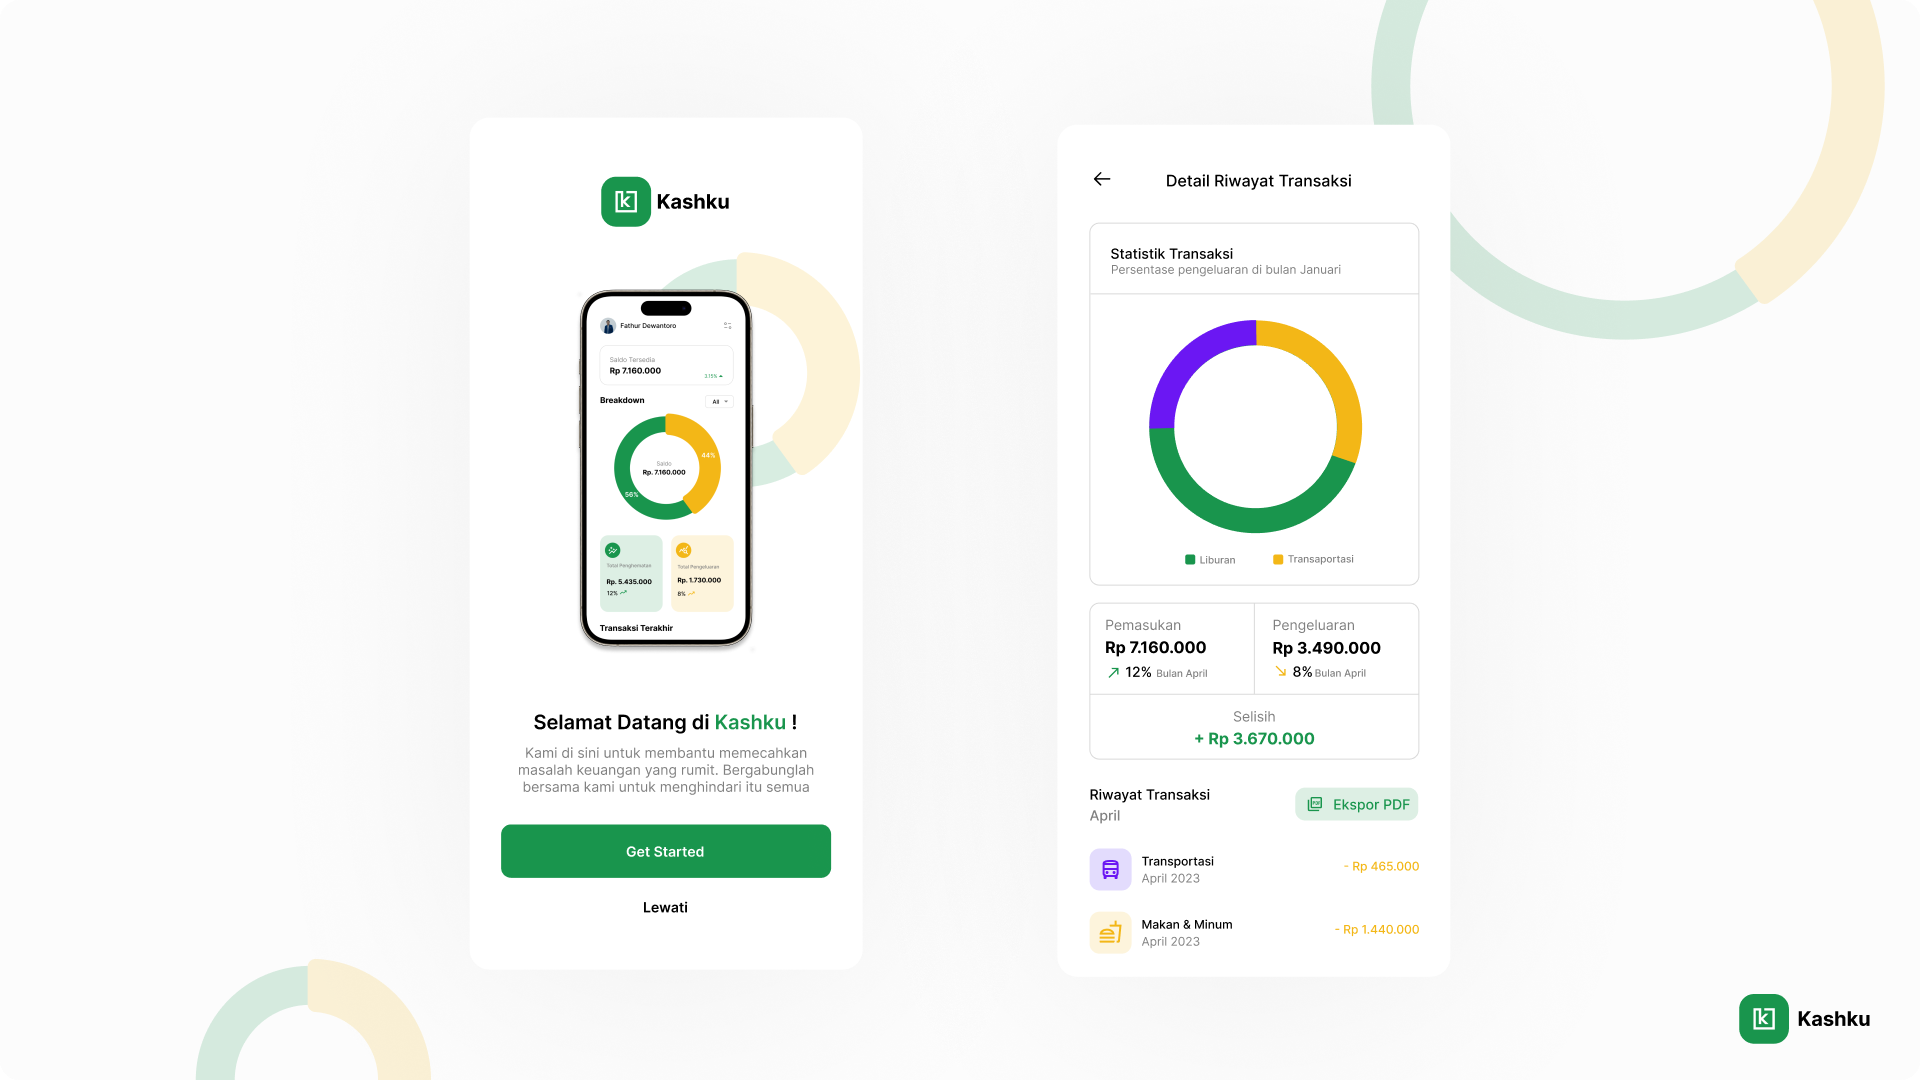 Kashku
Fathur Dewantoro
Saldo Tersedia
Rp 7.160.000
3.15%
Breakdown
All
44%
Saldo
Rp. 7.160.000
56%
Total Penghematan
Rp. 5.435.000
12%
Total Pengeluaran
Rp. 1.730.000
8%
Transaksi Terakhir
Selamat Datang di Kashku !
Kami di sini untuk membantu memecahkan
masalah keuangan yang rumit. Bergabunglah
bersama kami untuk menghindari itu semua
Get Started
Lewati
Detail Riwayat Transaksi
Statistik Transaksi
Persentase pengeluaran di bulan Januari
Liburan
Transaportasi
Pemasukan
Rp 7.160.000
12% Bulan April
Pengeluaran
Rp 3.490.000
8% Bulan April
Selisih
+ Rp 3.670.000
Riwayat Transaksi
April
PDF
Ekspor PDF
Transportasi
April 2023
- Rp 465.000
Makan & Minum
April 2023
- Rp 1.440.000
Kashku